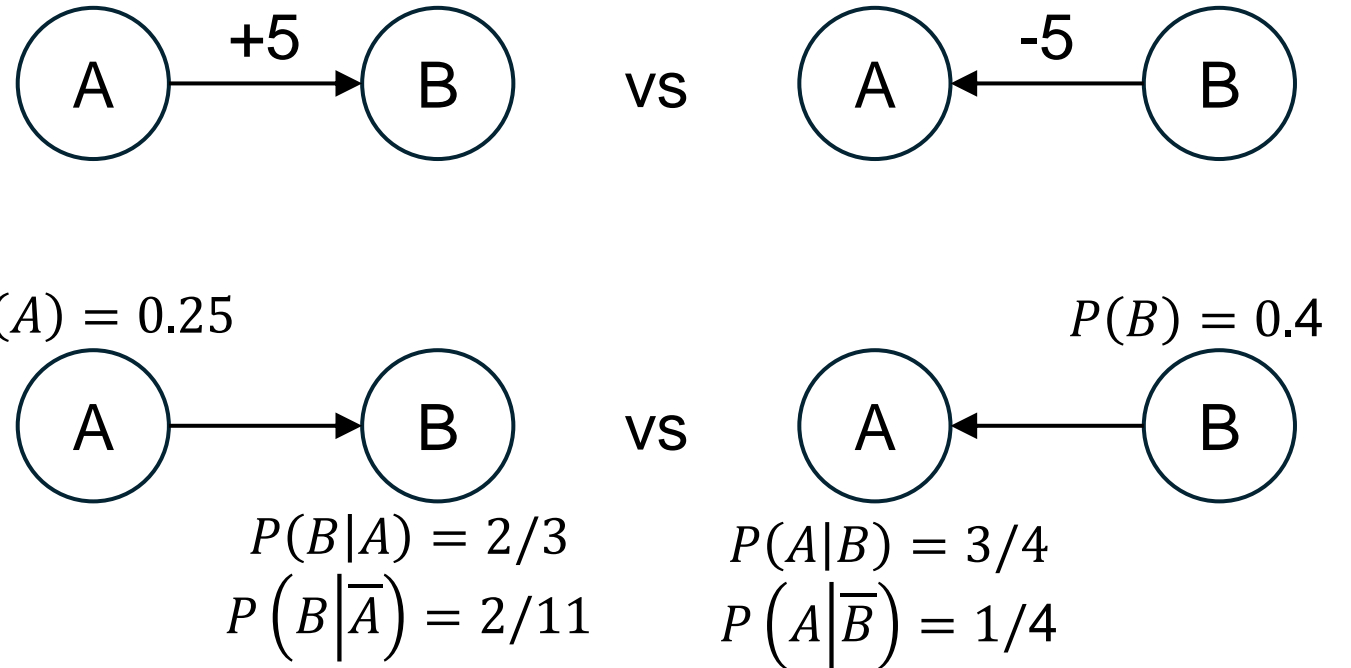 +5 -5
A B vs A B
(A) = 0.25 P(B) = 0.4
A B vs A B
P(B|A) = 2/3 P(A|B) = 3/4
P(B|A̅) = 2/11 P(A|B̅) = 1/4